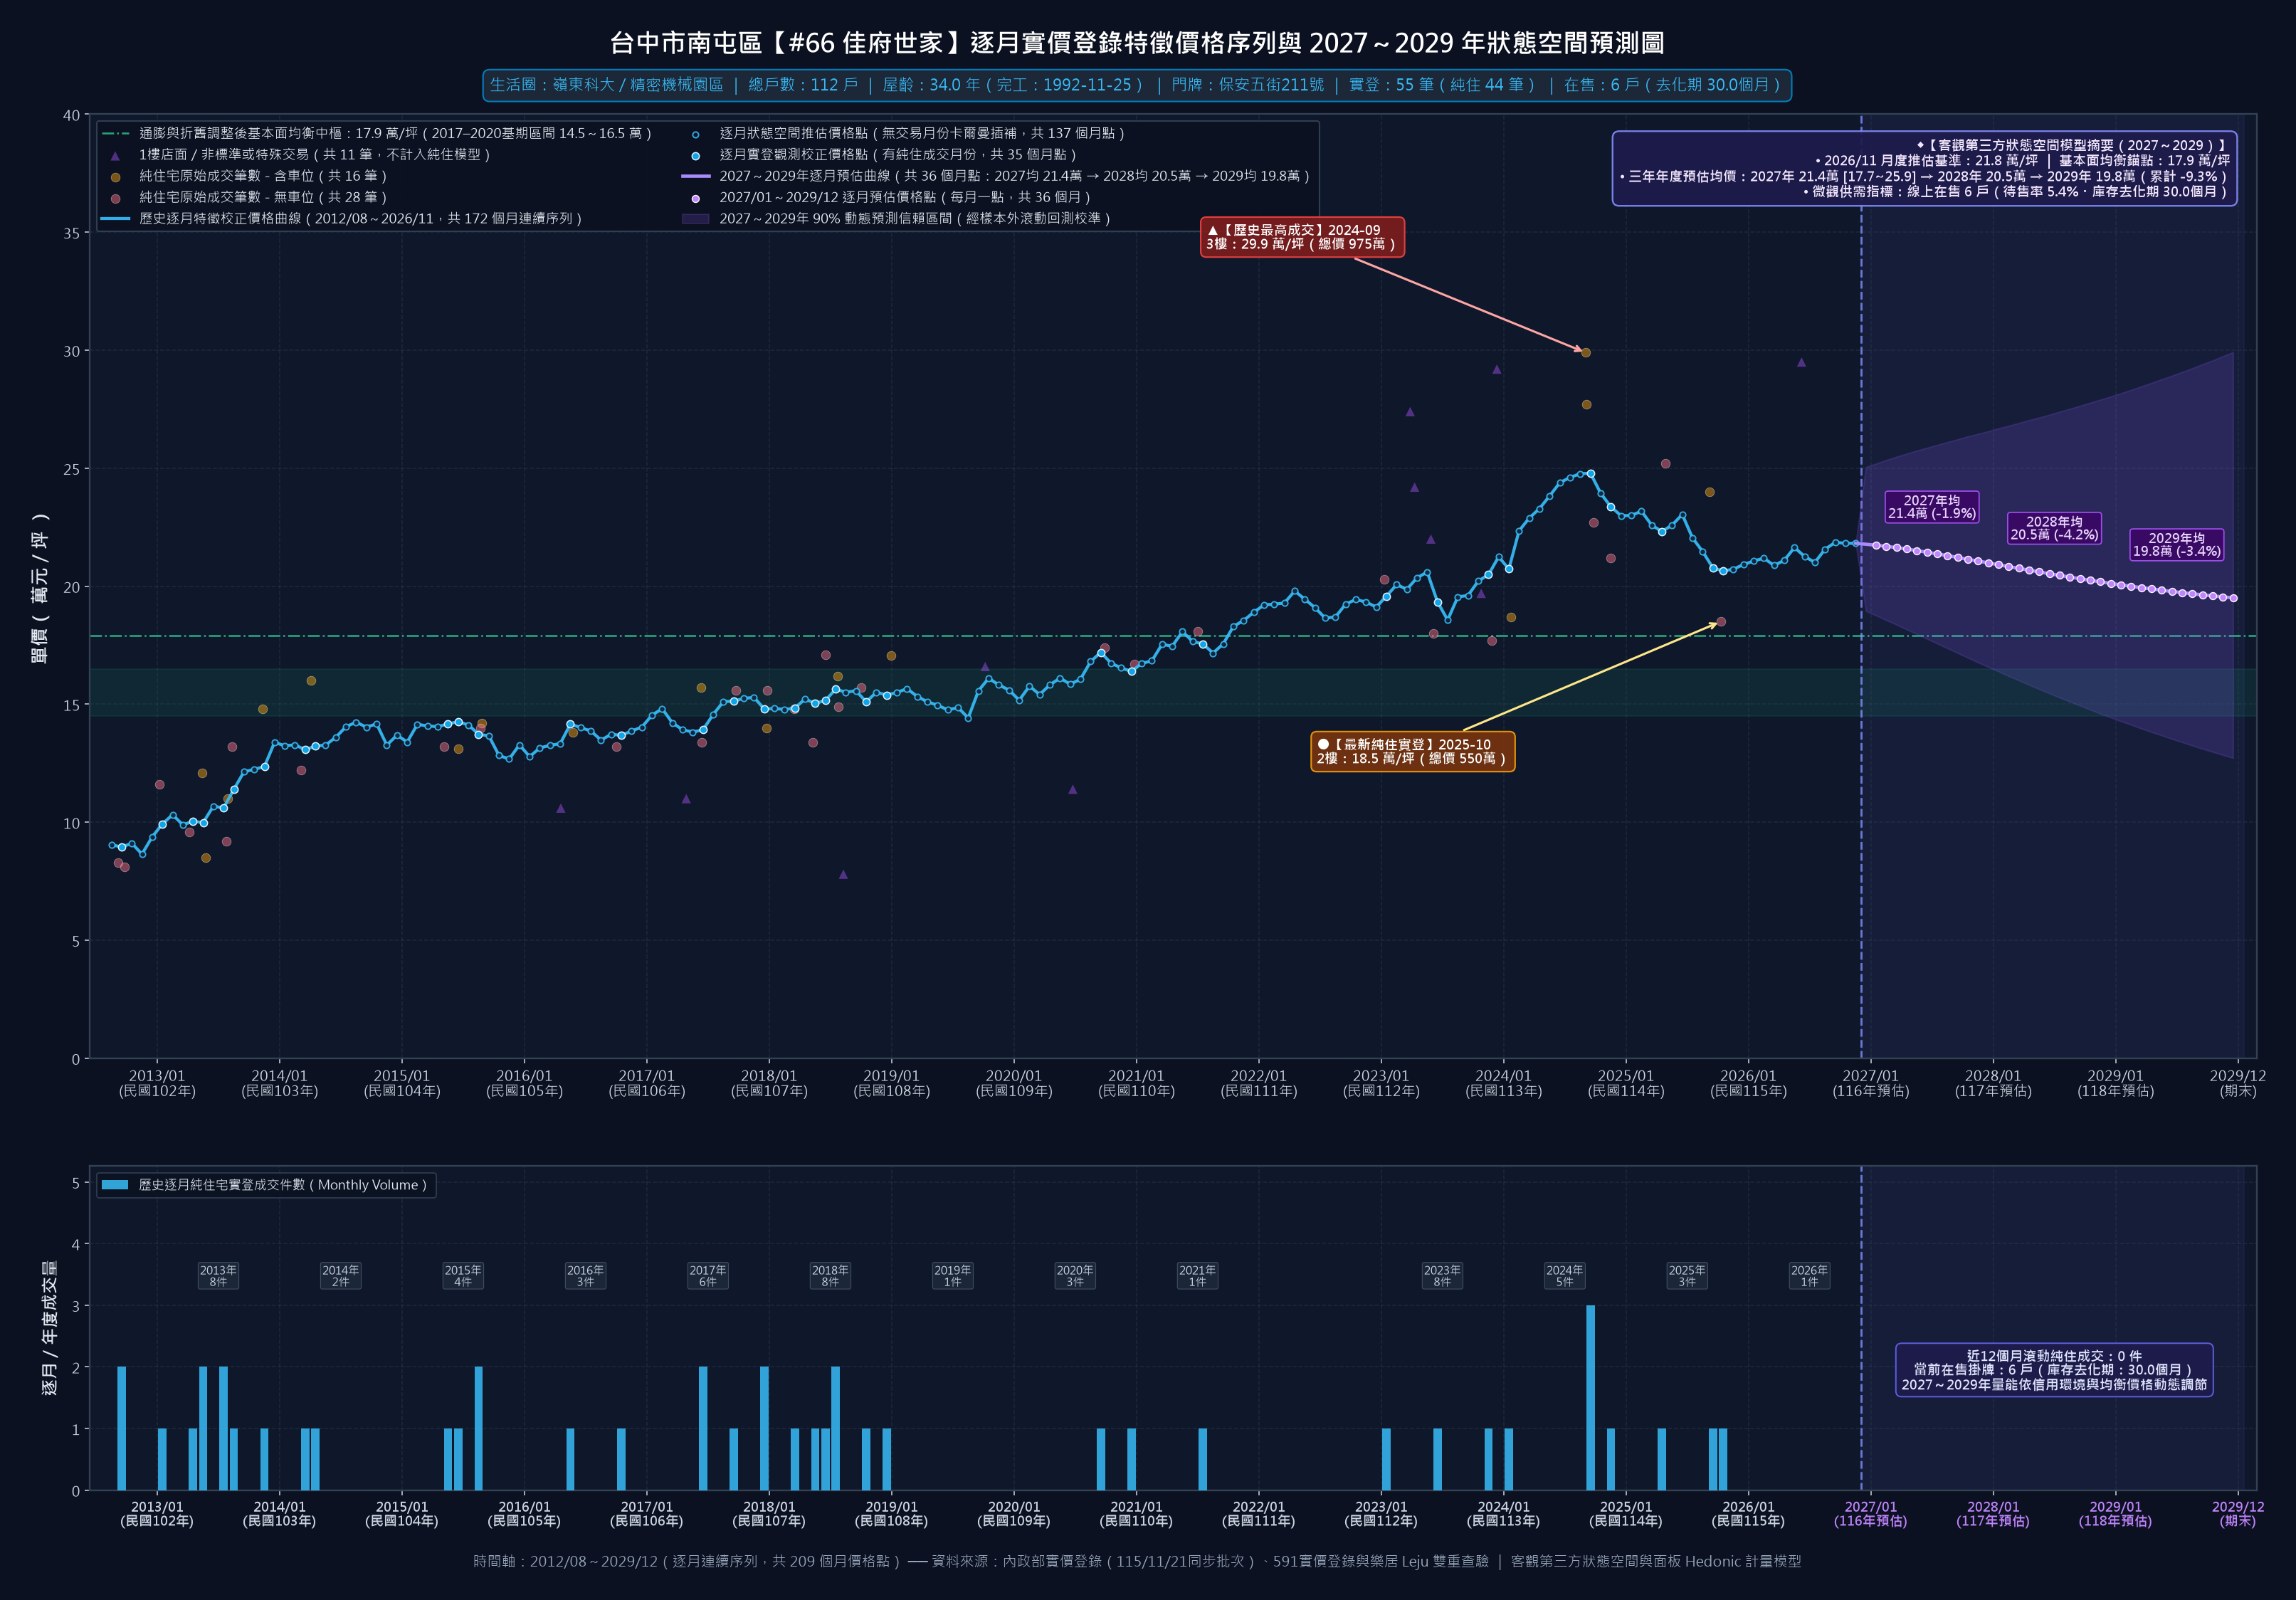 台中市南屯區【#66 佳府世家】逐月實價登錄特徵價格序列與 2027～2029 年狀態空間預測圖
生活圈：嶺東科大 / 精密機械園區 ｜ 總戶數：112 戶 ｜ 屋齡：34.0 年（完工：1992-11-25） ｜ 門牌：保安五街211號 ｜ 實登：55 筆（純住 44 筆） ｜ 在售：6 戶（去化期 30.0個月）
通膨與折舊調整後基本面均衡中樞：17.9 萬/坪（2017–2020基期區間 14.5～16.5 萬）
1樓店面 / 非標準或特殊交易（共 11 筆，不計入純住模型）
純住宅原始成交筆數 - 含車位（共 16 筆）
純住宅原始成交筆數 - 無車位（共 28 筆）
歷史逐月特徵校正價格曲線（2012/08～2026/11，共 172 個月連續序列）
逐月狀態空間推估價格點（無交易月份卡爾曼插補，共 137 個月點）
逐月實登觀測校正價格點（有純住成交月份，共 35 個月點）
2027～2029年逐月預估曲線（共 36 個月點：2027均 21.4萬 → 2028均 20.5萬 → 2029均 19.8萬）
2027/01～2029/12 逐月預估價格點（每月一點，共 36 個月）
2027～2029年 90% 動態預測信賴區間（經樣本外滾動回測校準）
◆【客觀第三方狀態空間模型摘要（2027～2029）】
• 2026/11 月度推估基準：21.8 萬/坪 ｜ 基本面均衡錨點：17.9 萬/坪
• 三年年度預估均價：2027年 21.4萬 [17.7~25.9] → 2028年 20.5萬 → 2029年 19.8萬（累計 -9.3%）
• 微觀供需指標：線上在售 6 戶（待售率 5.4%．庫存去化期 30.0個月）
▲【歷史最高成交】2024-09
3樓：29.9 萬/坪（總價 975萬）
●【最新純住實登】2025-10
2樓：18.5 萬/坪（總價 550萬）
2027年均
21.4萬 (-1.9%)
2028年均
20.5萬 (-4.2%)
2029年均
19.8萬 (-3.4%)
單價（萬元 / 坪）
40
35
30
25
20
15
10
5
0
2013/01 2014/01 2015/01 2016/01 2017/01 2018/01 2019/01 2020/01 2021/01 2022/01 2023/01 2024/01 2025/01 2026/01 2027/01 2028/01 2029/01 2029/12
(民國102年) (民國103年) (民國104年) (民國105年) (民國106年) (民國107年) (民國108年) (民國109年) (民國110年) (民國111年) (民國112年) (民國113年) (民國114年) (民國115年) (116年預估) (117年預估) (118年預估) (期末)
歷史逐月純住宅實登成交件數（Monthly Volume）
逐月 / 年度成交量
5
4
3
2
1
0
2013年 2014年 2015年 2016年 2017年 2018年 2019年 2020年 2021年 2023年 2024年 2025年 2026年
8件 2件 4件 3件 6件 8件 1件 3件 1件 8件 5件 3件 1件
近12個月滾動純住成交：0 件
當前在售掛牌：6 戶（庫存去化期：30.0個月）
2027～2029年量能依信用環境與均衡價格動態調節
2013/01 2014/01 2015/01 2016/01 2017/01 2018/01 2019/01 2020/01 2021/01 2022/01 2023/01 2024/01 2025/01 2026/01 2027/01 2028/01 2029/01 2029/12
(民國102年) (民國103年) (民國104年) (民國105年) (民國106年) (民國107年) (民國108年) (民國109年) (民國110年) (民國111年) (民國112年) (民國113年) (民國114年) (民國115年) (116年預估) (117年預估) (118年預估) (期末)
時間軸：2012/08～2029/12（逐月連續序列，共 209 個月價格點） ── 資料來源：內政部實價登錄（115/11/21同步批次）、591實價登錄與樂居 Leju 雙重查驗 ｜ 客觀第三方狀態空間與面板 Hedonic 計量模型